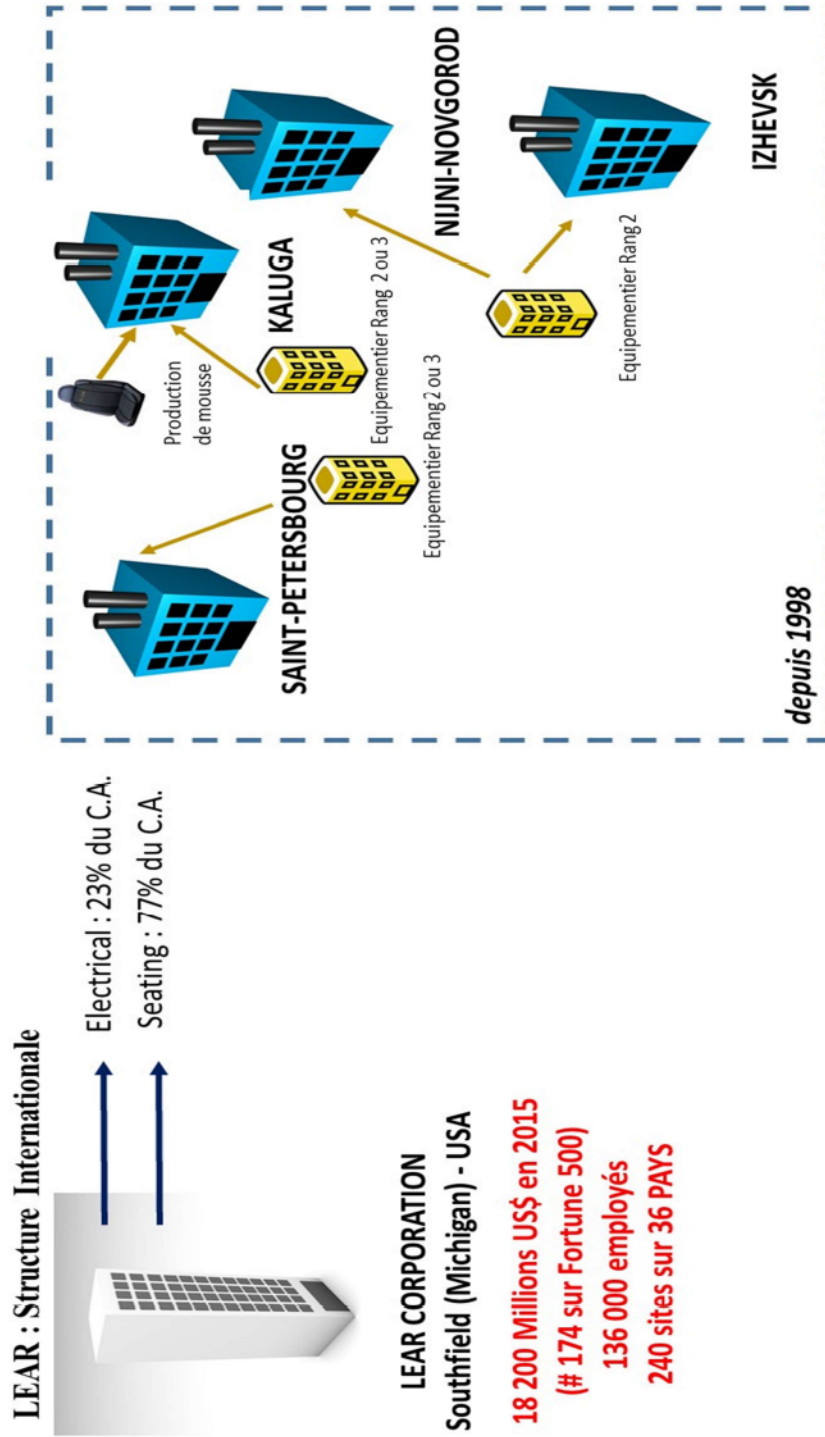 LEAR : Structure Internationale
Electrical : 23% du C.A.
Seating : 77% du C.A.
LEAR CORPORATION
Southfield (Michigan) - USA
18 200 Millions US$ en 2015
(# 174 sur Fortune 500)
136 000 employés
240 sites sur 36 PAYS
SAINT-PETERSBOURG
Equipementier Rang 2 ou 3
Production
de mousse
KALUGA
Equipementier Rang 2 ou 3
NIJNI-NOVGOROD
Equipementier Rang 2
IZHEVSK
depuis 1998